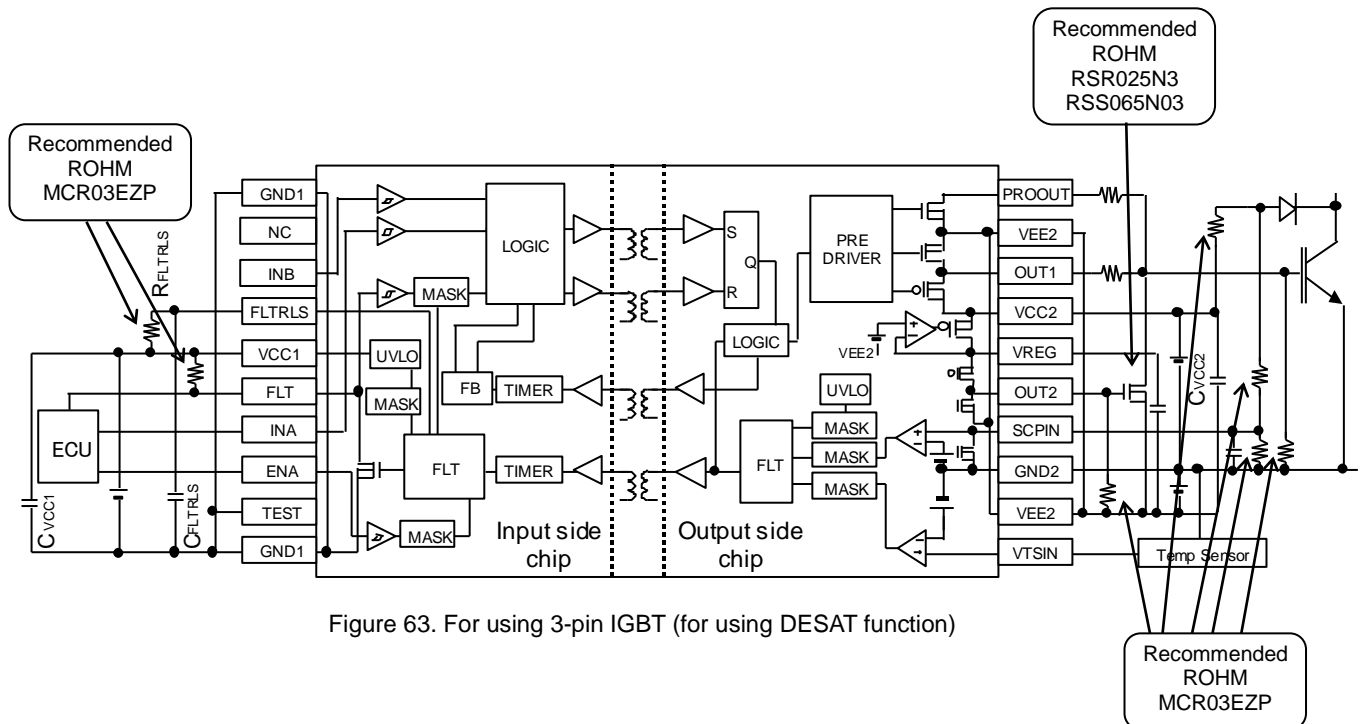 Recommended
ROHM
RSR025N3
RSS065N03
Recommended
ROHM
MCR03EZP
RFLTRLS
CVCC1
CFLTRLS
ECU
GND1
NC
INB
FLTRLS
VCC1
FLT
INA
ENA
TEST
GND1
LOGIC
MASK
UVLO
MASK
FB
TIMER
FLT
TIMER
MASK
Input side
chip
Output side
chip
S
Q
R
PRE
DRIVER
LOGIC
VEE2
UVLO
MASK
MASK
MASK
FLT
PROOUT
VEE2
OUT1
VCC2
VREG
OUT2
SCPIN
GND2
VEE2
VTSIN
CVCC2
Temp Sensor
Figure 63. For using 3-pin IGBT (for using DESAT function)
Recommended
ROHM
MCR03EZP